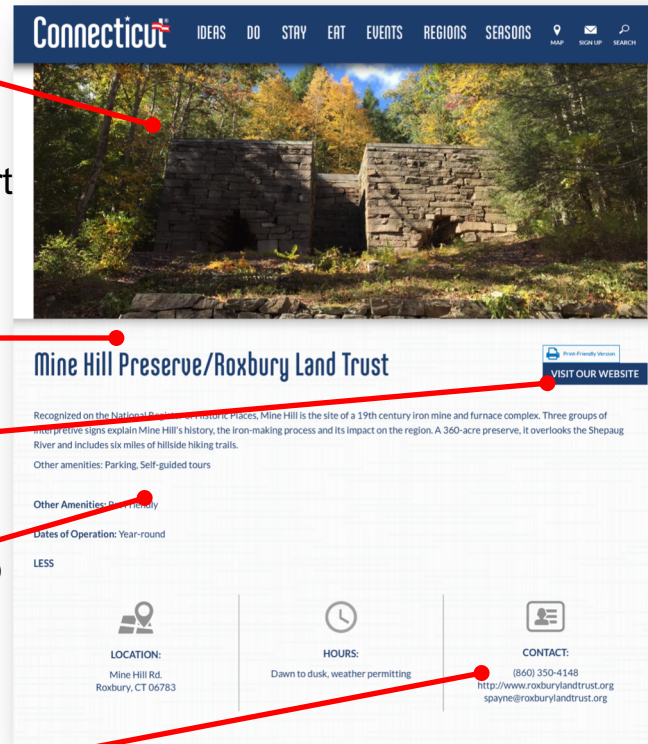 Connecticut
IDEAS DO STAY EAT EVENTS REGIONS SEASONS MAP SIGN UP SEARCH
rt
Mine Hill Preserve/Roxbury Land Trust
Print-Friendly Version
VISIT OUR WEBSITE
Recognized on the National Register of Historic Places, Mine Hill is the site of a 19th century iron mine and furnace complex. Three groups of
interpretive signs explain Mine Hill's history, the iron-making process and its impact on the region. A 360-acre preserve, it overlooks the Shepaug
River and includes six miles of hillside hiking trails.
Other amenities: Parking, Self-guided tours
Other Amenities: Pet Friendly
Dates of Operation: Year-round
)
LESS
LOCATION:
Mine Hill Rd.
Roxbury, CT 06783
HOURS:
Dawn to dusk, weather permitting
CONTACT:
(860) 350-4148
http://www.roxburylandtrust.org
spayne@roxburylandtrust.org